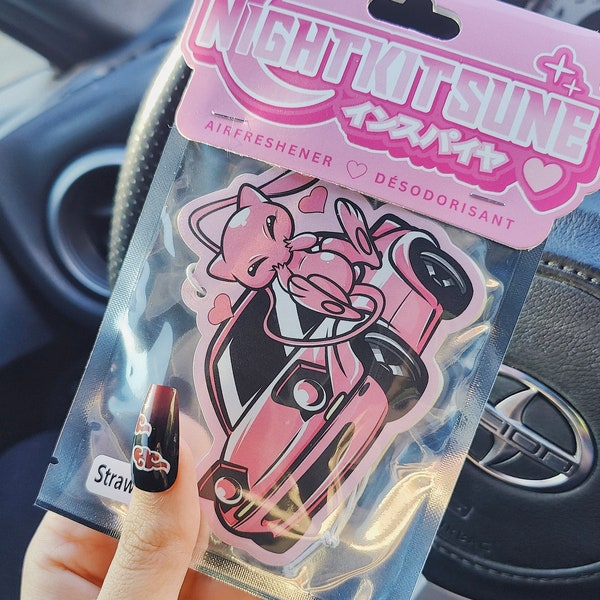 NIGHTKITSUNE
インスパイヤ
AIRFRESHENER ♡ DÉSODORISANT
Straw